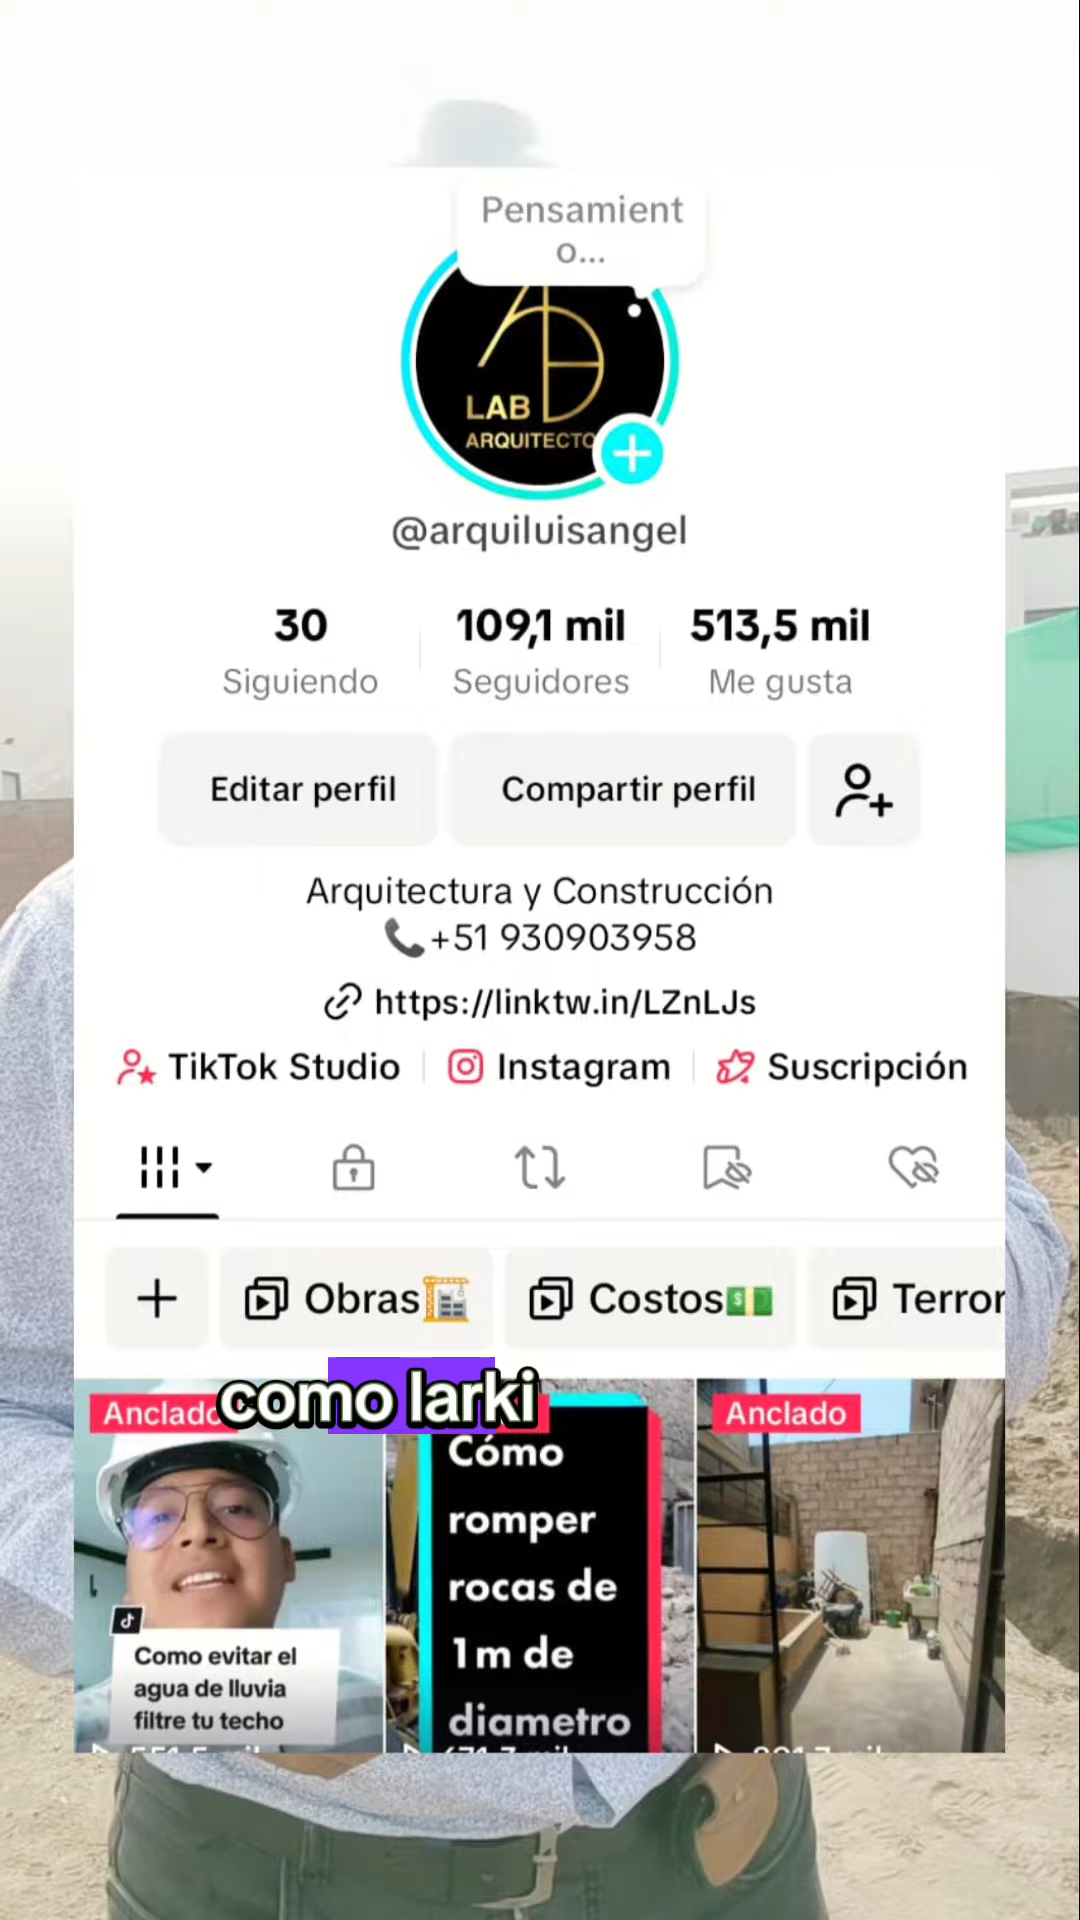 Pensamient
o...
LAB
ARQUITECTO
@arquiluisangel
30
109,1 mil
513,5 mil
Siguiendo
Seguidores
Me gusta
Editar perfil
Compartir perfil
Arquitectura y Construcción
+51 930903958
https://linktw.in/LZnLJs
TikTok Studio
Instagram
Suscripción
Obras
Costos
Terror
como larki
Anclado
Cómo
romper
rocas de
1m de
diametro
Como evitar el
agua de lluvia
filtre tu techo